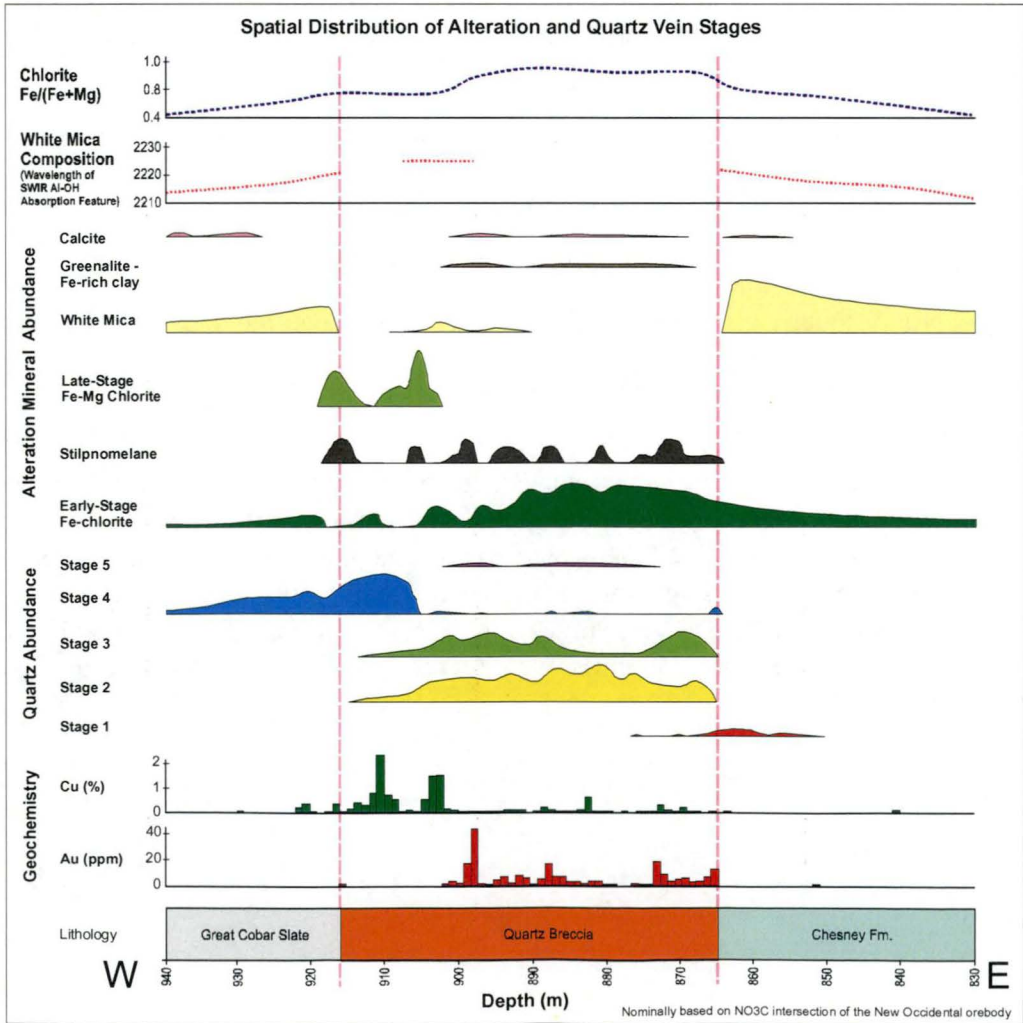 Spatial Distribution of Alteration and Quartz Vein Stages
Chlorite
Fe/(Fe+Mg)
1.0
0.8
0.4
White Mica
Composition
(Wavelength of
SWIR Al-OH
Absorption Feature)
2230
2220
2210
Alteration Mineral Abundance
Calcite
Greenalite -
Fe-rich clay
White Mica
Late-Stage
Fe-Mg Chlorite
Stilpnomelane
Early-Stage
Fe-chlorite
Quartz Abundance
Stage 5
Stage 4
Stage 3
Stage 2
Stage 1
Geochemistry
Cu (%)
2
1
0
Au (ppm)
40
20
0
Lithology
Great Cobar Slate
Quartz Breccia
Chesney Fm.
W
E
940
930
920
910
900
890
880
870
860
850
840
830
Depth (m)
Nominally based on NO3C intersection of the New Occidental orebody